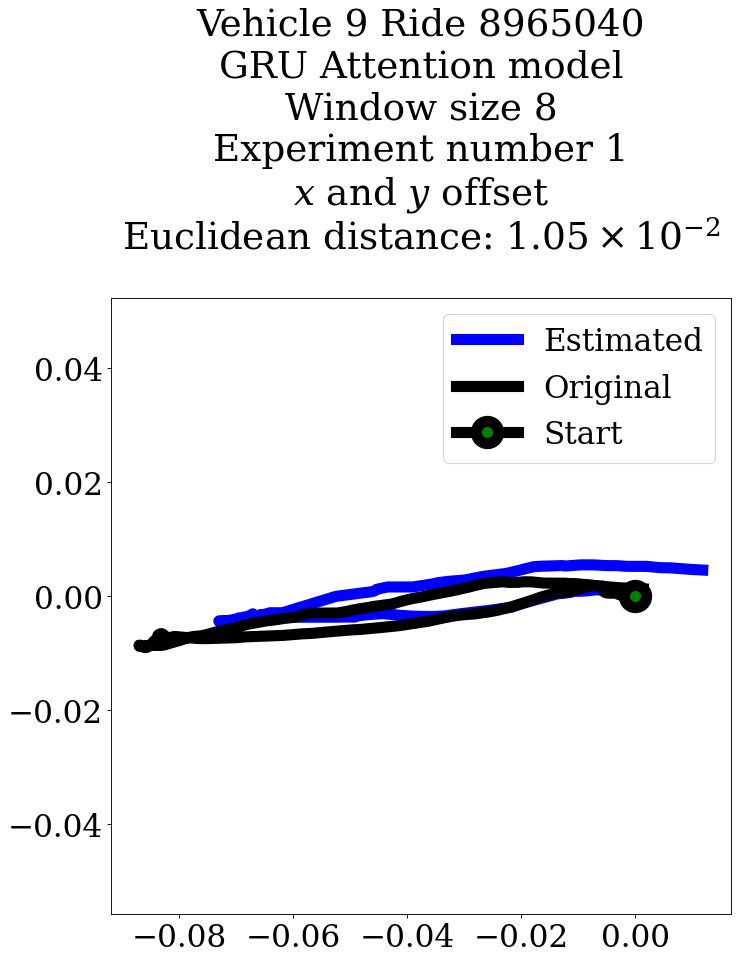 Vehicle 9 Ride 8965040
GRU Attention model
Window size 8
Experiment number 1
x and y offset
Euclidean distance: 1.05 × 10⁻²
Estimated
Original
Start
0.04
0.02
0.00
−0.02
−0.04
−0.08 −0.06 −0.04 −0.02 0.00